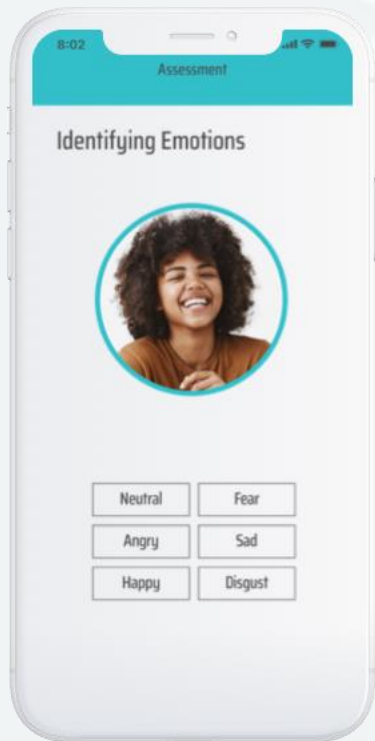 8:02
Assessment
Identifying Emotions
Neutral Fear
Angry Sad
Happy Disgust